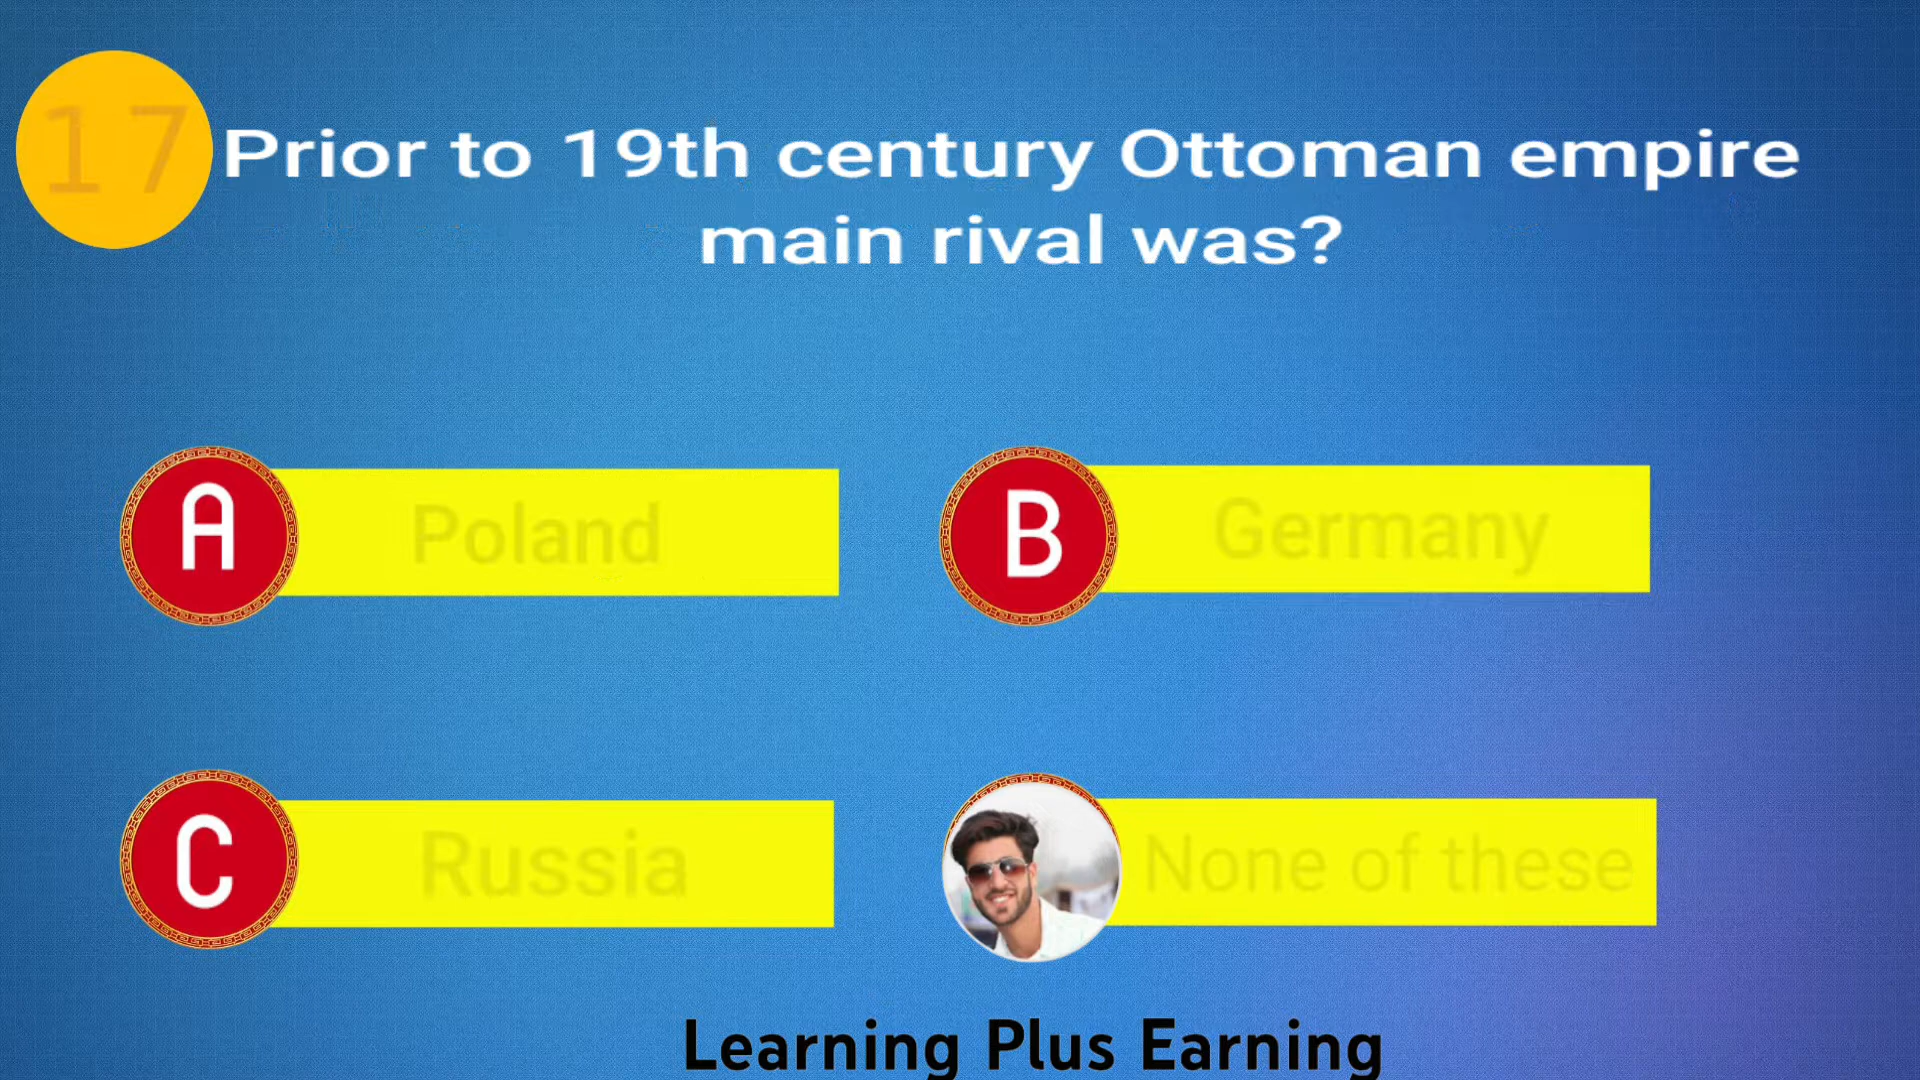 17
Prior to 19th century Ottoman empire
main rival was?
A
Poland
B
Germany
C
Russia
None of these
Learning Plus Earning